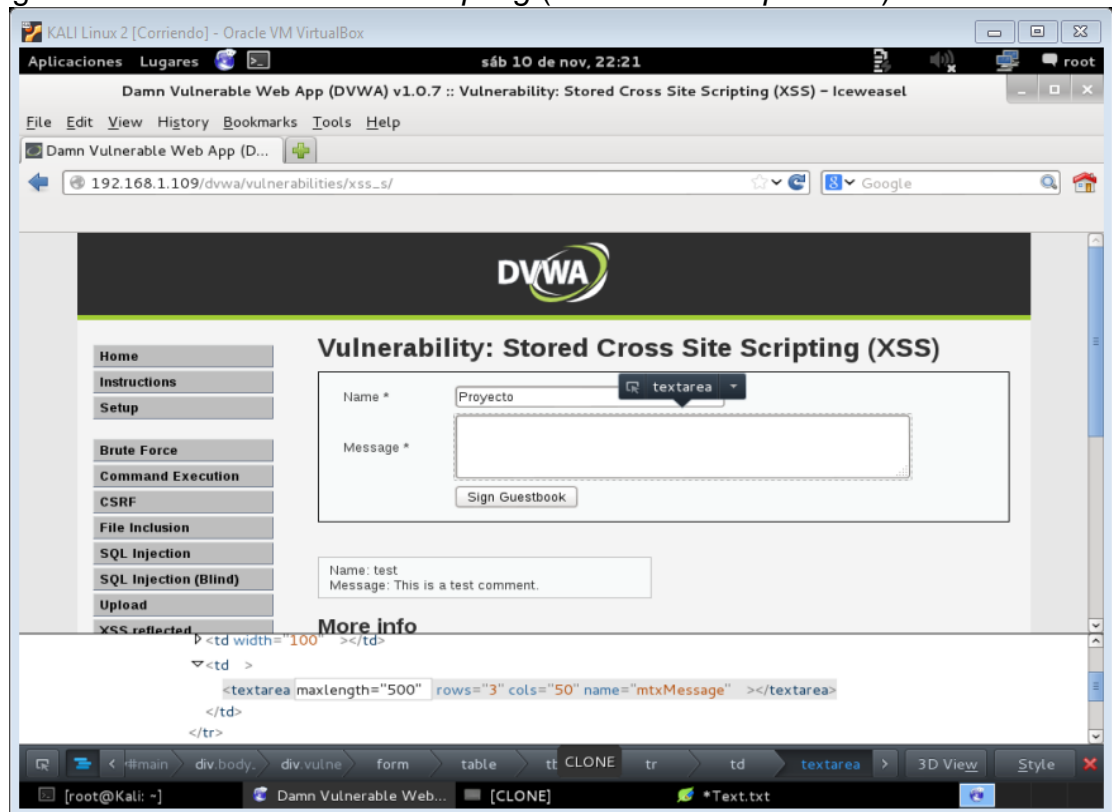 KALI Linux 2 [Corriendo] - Oracle VM VirtualBox
Aplicaciones Lugares sáb 10 de nov, 22:21 root
Damn Vulnerable Web App (DVWA) v1.0.7 :: Vulnerability: Stored Cross Site Scripting (XSS) - Iceweasel
File Edit View History Bookmarks Tools Help
Damn Vulnerable Web App (D...
192.168.1.109/dvwa/vulnerabilities/xss_s/ 8 Google
DVWA
Home
Instructions
Setup
Brute Force
Command Execution
CSRF
File Inclusion
SQL Injection
SQL Injection (Blind)
Upload
XSS reflected
Vulnerability: Stored Cross Site Scripting (XSS)
Name * Proyecto
textarea
Message *
Sign Guestbook
Name: test
Message: This is a test comment.
More info
<td width="100" ></td>
<td >
<textarea maxlength="500" rows="3" cols="50" name="mtxMessage" ></textarea>
</td>
</tr>
#main div.body. div.vulne form table tt CLONE tr td textarea 3D View Style
[root@Kali: ~] Damn Vulnerable Web... [CLONE] *Text.txt